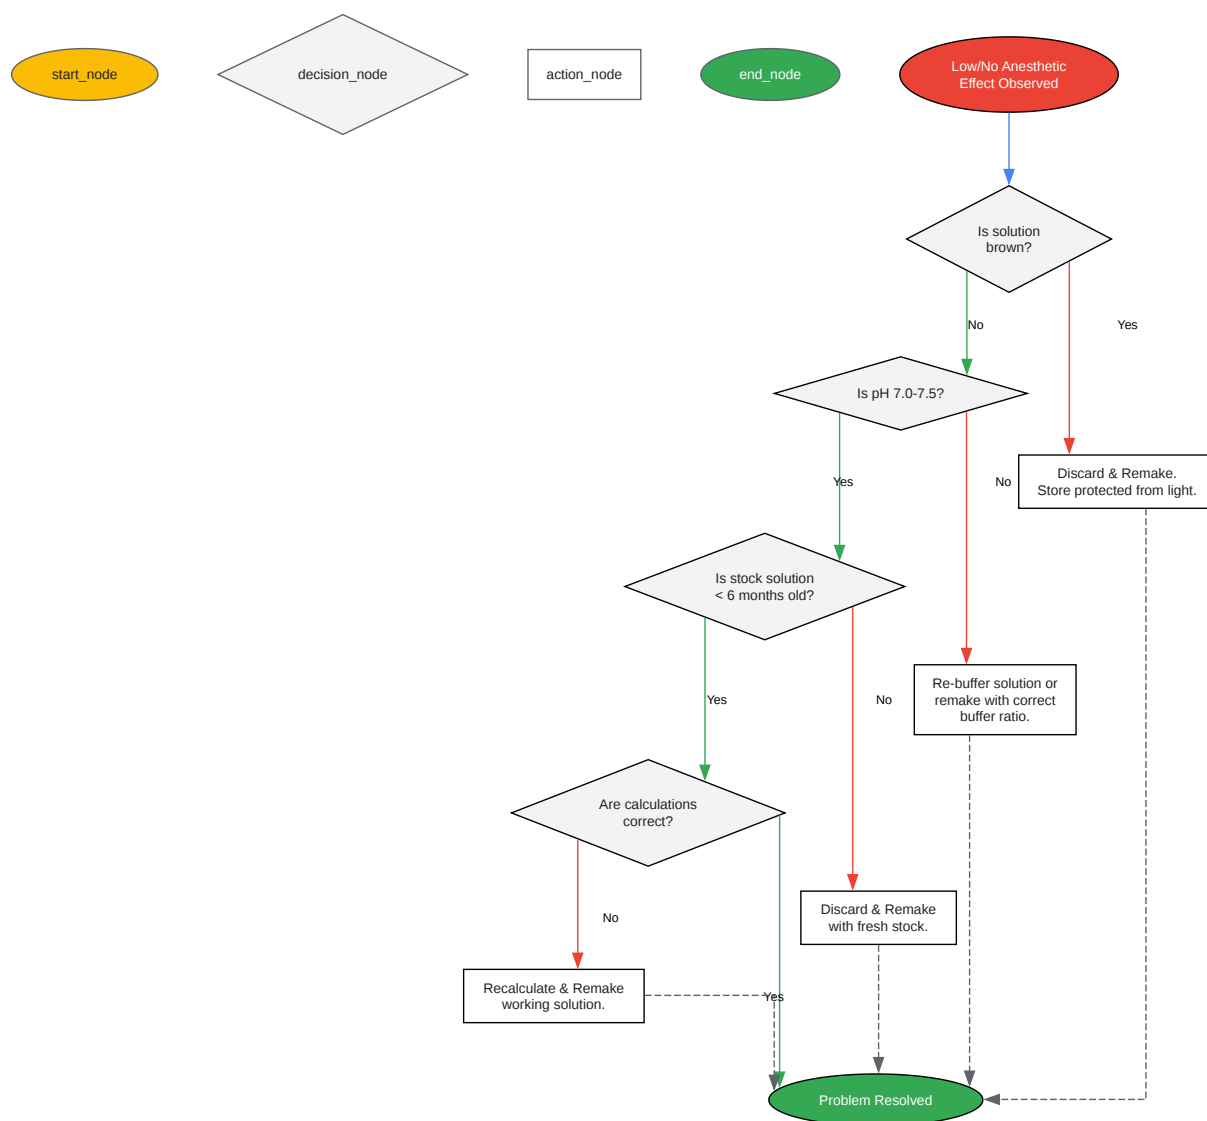 start_node
decision_node
action_node
end_node
Low/No Anesthetic
Effect Observed
Is solution
brown?
No
Yes
Is pH 7.0-7.5?
Discard & Remake.
Store protected from light.
Yes
No
Is stock solution
< 6 months old?
Re-buffer solution or
remake with correct
buffer ratio.
Yes
No
Are calculations
correct?
Discard & Remake
with fresh stock.
No
Recalculate & Remake
working solution.
Yes
Problem Resolved